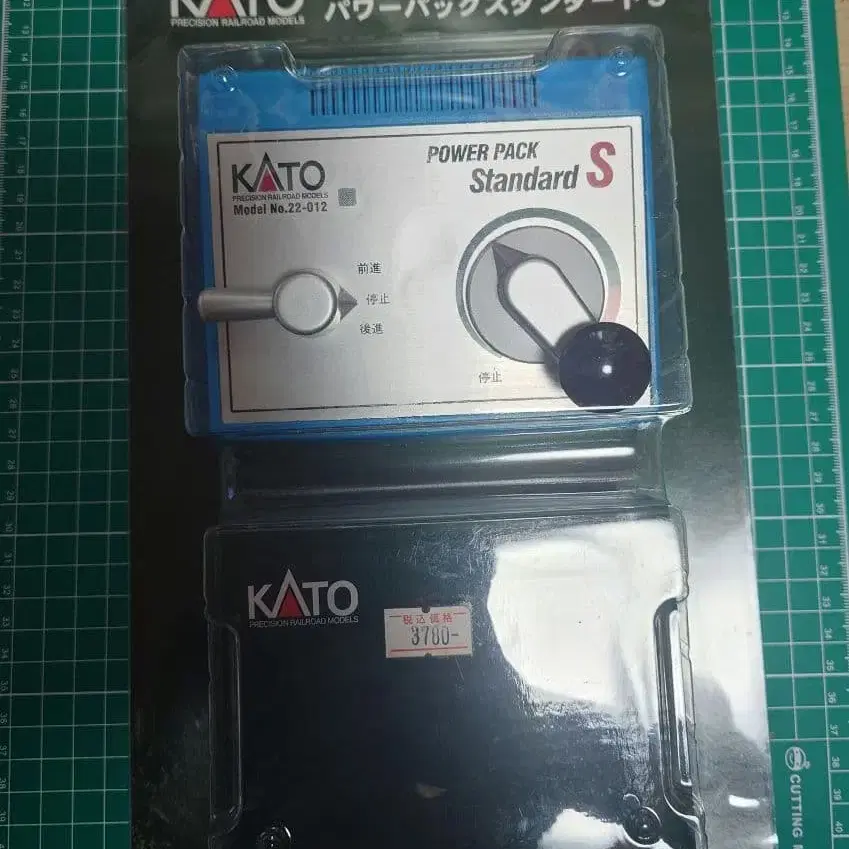 KATO
PRECISION RAILROAD MODELS
パワーパックスタンダードS
KATO
PRECISION RAILROAD MODELS
Model No.22-012
POWER PACK
Standard S
前進
停止
後進
停止
KATO
PRECISION RAILROAD MODELS
税込価格
3780-
CUTTING